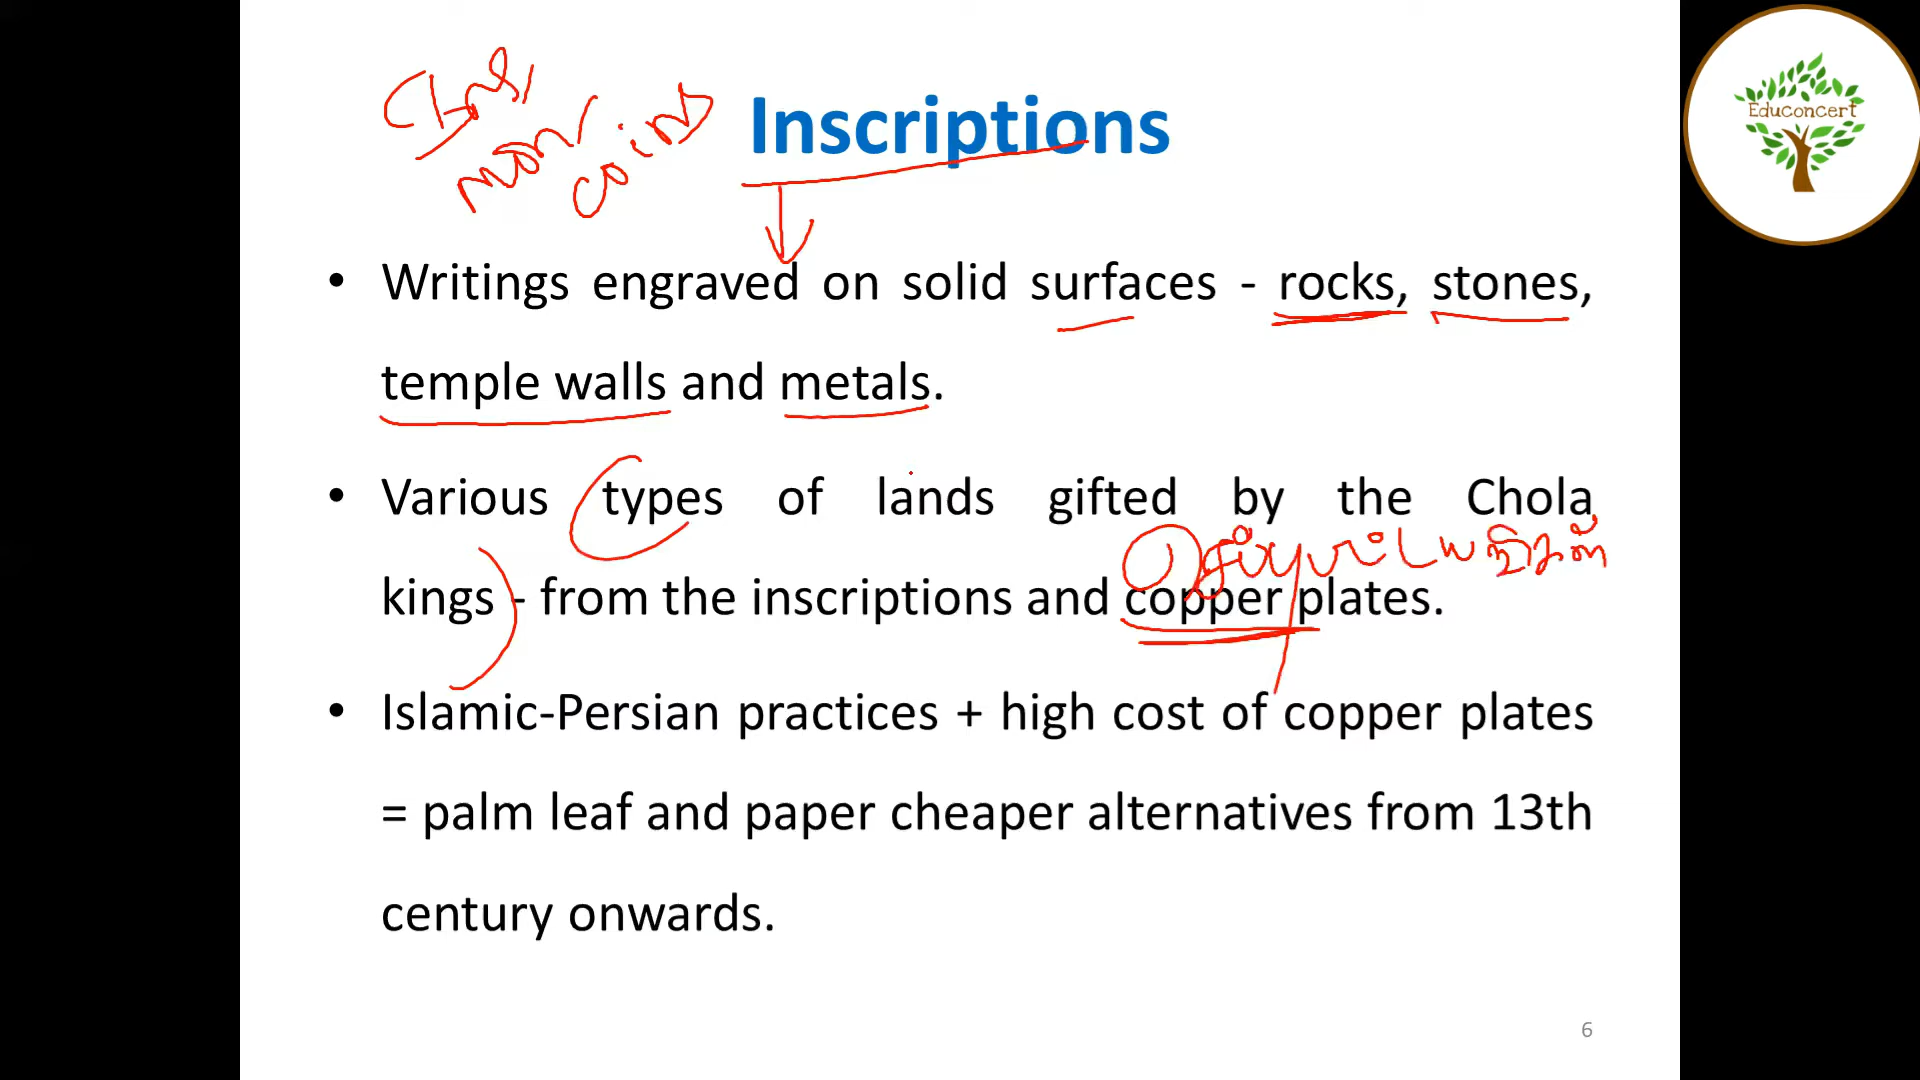 Ins,
mon,
coins
Inscriptions
Educoncert
• Writings engraved on solid surfaces - rocks, stones,
temple walls and metals.
• Various types of lands gifted by the Chola
kings - from the inscriptions and copper plates.
• Islamic-Persian practices + high cost of copper plates
= palm leaf and paper cheaper alternatives from 13th
century onwards.
6